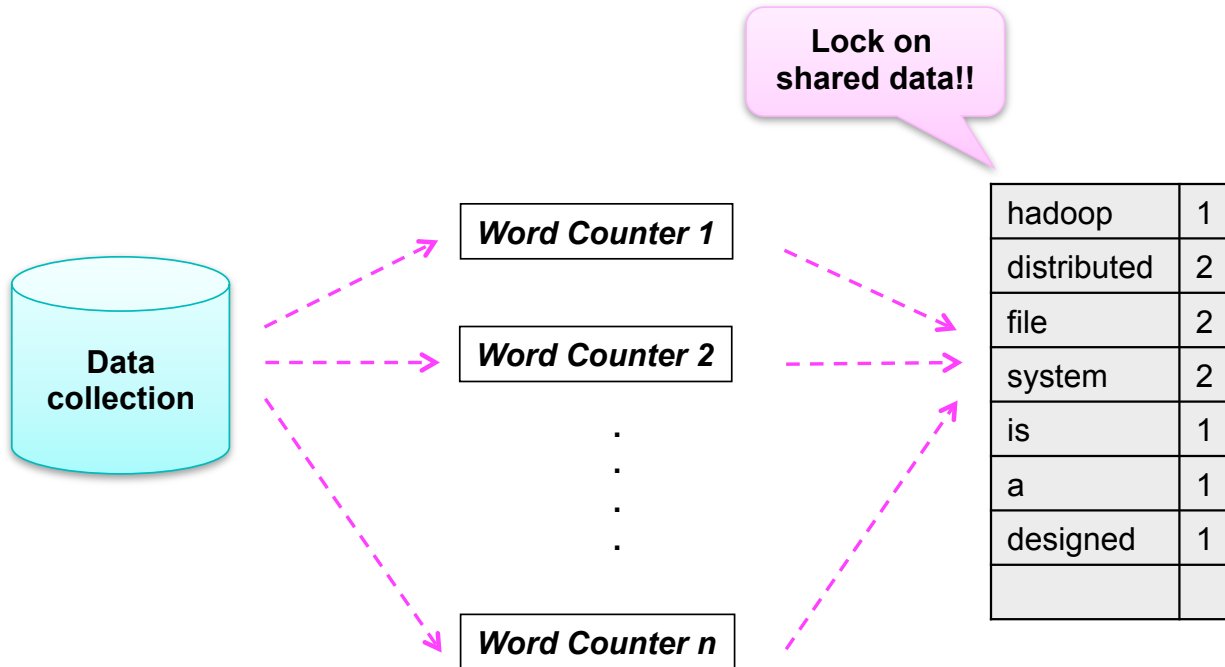 Lock on
shared data!!
Data
collection
Word Counter 1
Word Counter 2
.
.
.
.
Word Counter n
hadoop 1
distributed 2
file 2
system 2
is 1
a 1
designed 1